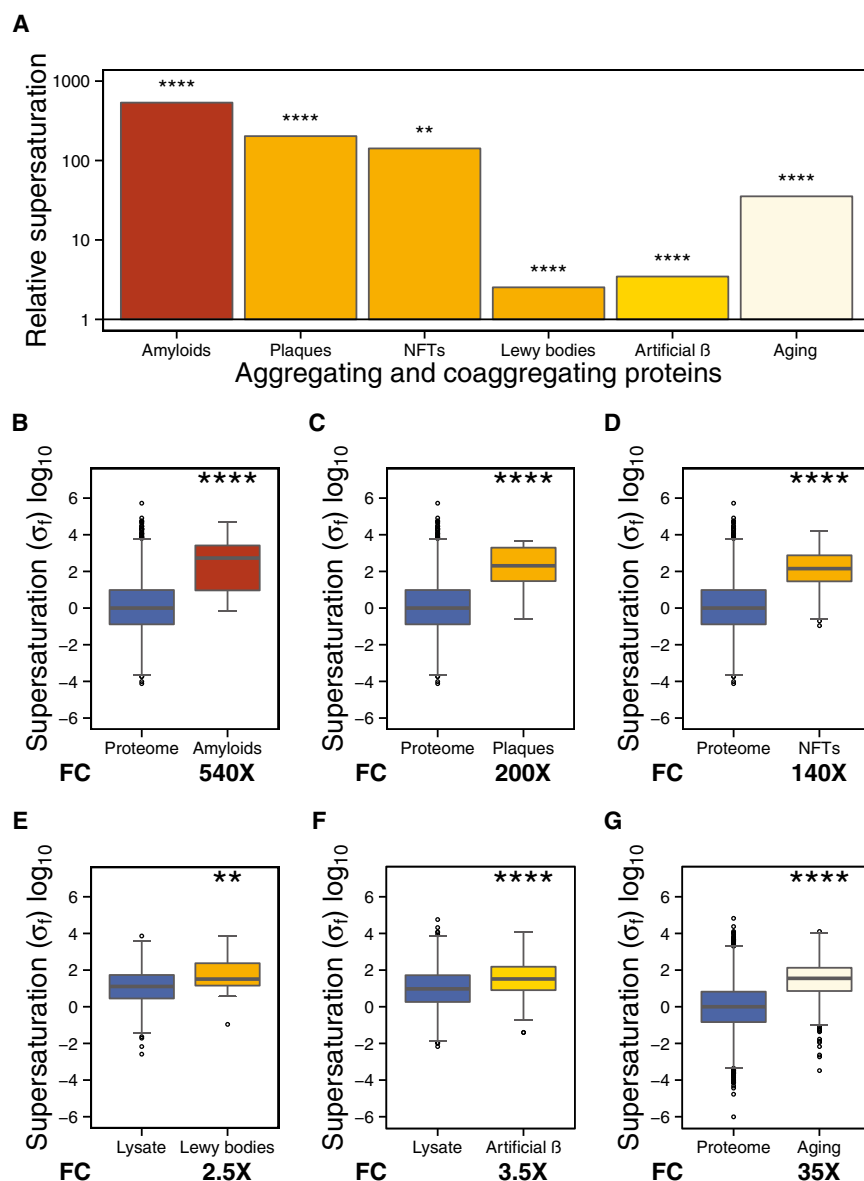 A
Relative supersaturation
1000
100
10
1
****
****
**
****
****
****
Amyloids Plaques NFTs Lewy bodies Artificial ß Aging
Aggregating and coaggregating proteins
B
Supersaturation (σf) log10
6
4
2
0
−2
−4
−6
****
Proteome Amyloids
FC 540X
C
Supersaturation (σf) log10
6
4
2
0
−2
−4
−6
****
Proteome Plaques
FC 200X
D
Supersaturation (σf) log10
6
4
2
0
−2
−4
−6
****
Proteome NFTs
FC 140X
E
Supersaturation (σf) log10
6
4
2
0
−2
−4
−6
**
Lysate Lewy bodies
FC 2.5X
F
Supersaturation (σf) log10
6
4
2
0
−2
−4
−6
****
Lysate Artificial ß
FC 3.5X
G
Supersaturation (σf) log10
6
4
2
0
−2
−4
−6
****
Proteome Aging
FC 35X